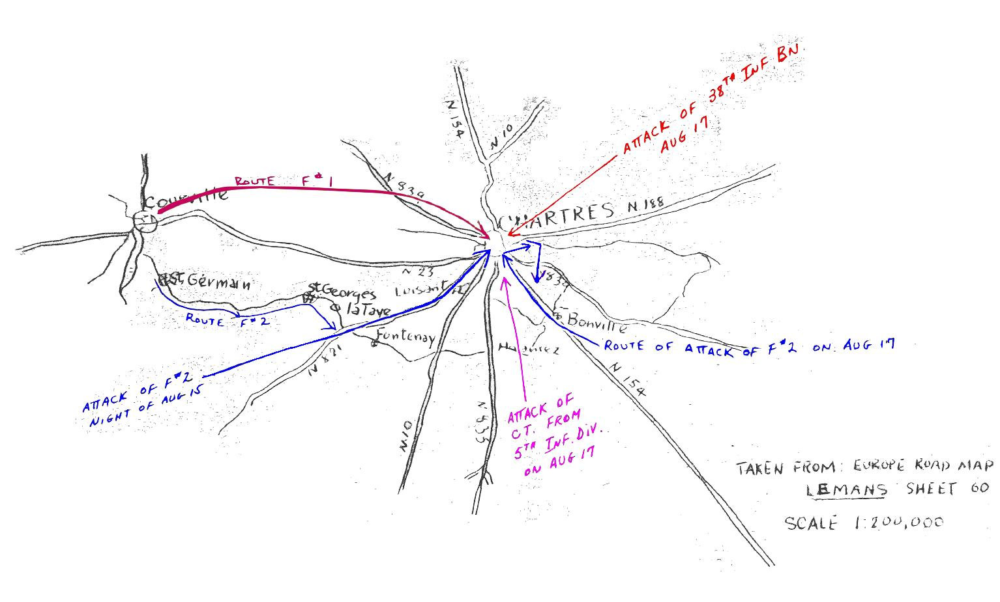 ATTACK OF 38TH INF BN.
AUG 17
N 154
N 10
N 839
ROUTE F#1
Courville
CHARTRES N.188
N 23
St. Germain
St Georges
Luisant
la Taye
N 839
ROUTE F#2
Bonville
Fontenay
ROUTE OF ATTACK OF F#2 ON AUG 17
N 821
N 154
ATTACK OF F#2
NIGHT OF AUG 15
ATTACK OF
CT. FROM
5TH INF. DIV.
ON AUG 17
N 10
N 835
TAKEN FROM: EUROPE ROAD MAP
LEMANS SHEET 60
SCALE 1:200,000